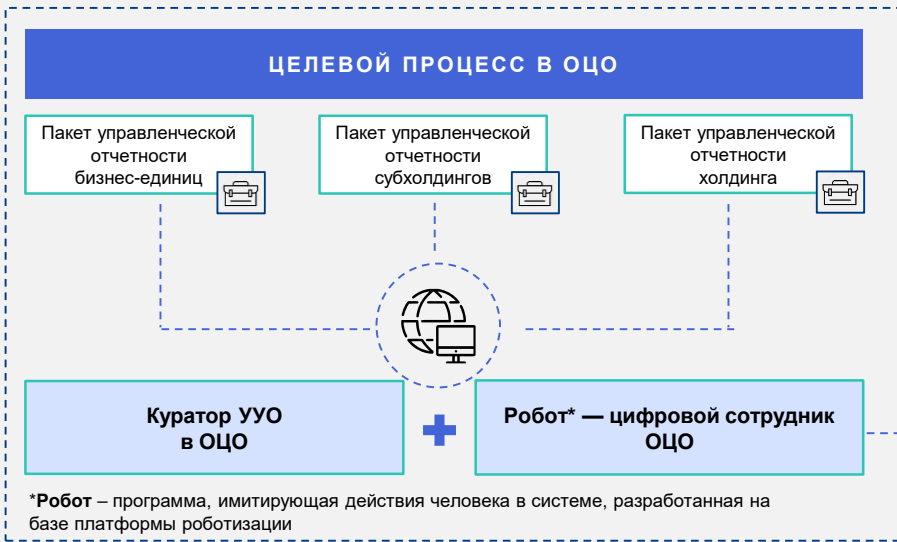 ЦЕЛЕВОЙ ПРОЦЕСС В ОЦО
Пакет управленческой
отчетности
бизнес-единиц
Пакет управленческой
отчетности
субхолдингов
Пакет управленческой
отчетности
холдинга
Куратор УУО
в ОЦО
Робот* — цифровой сотрудник
ОЦО
*Робот – программа, имитирующая действия человека в системе, разработанная на
базе платформы роботизации